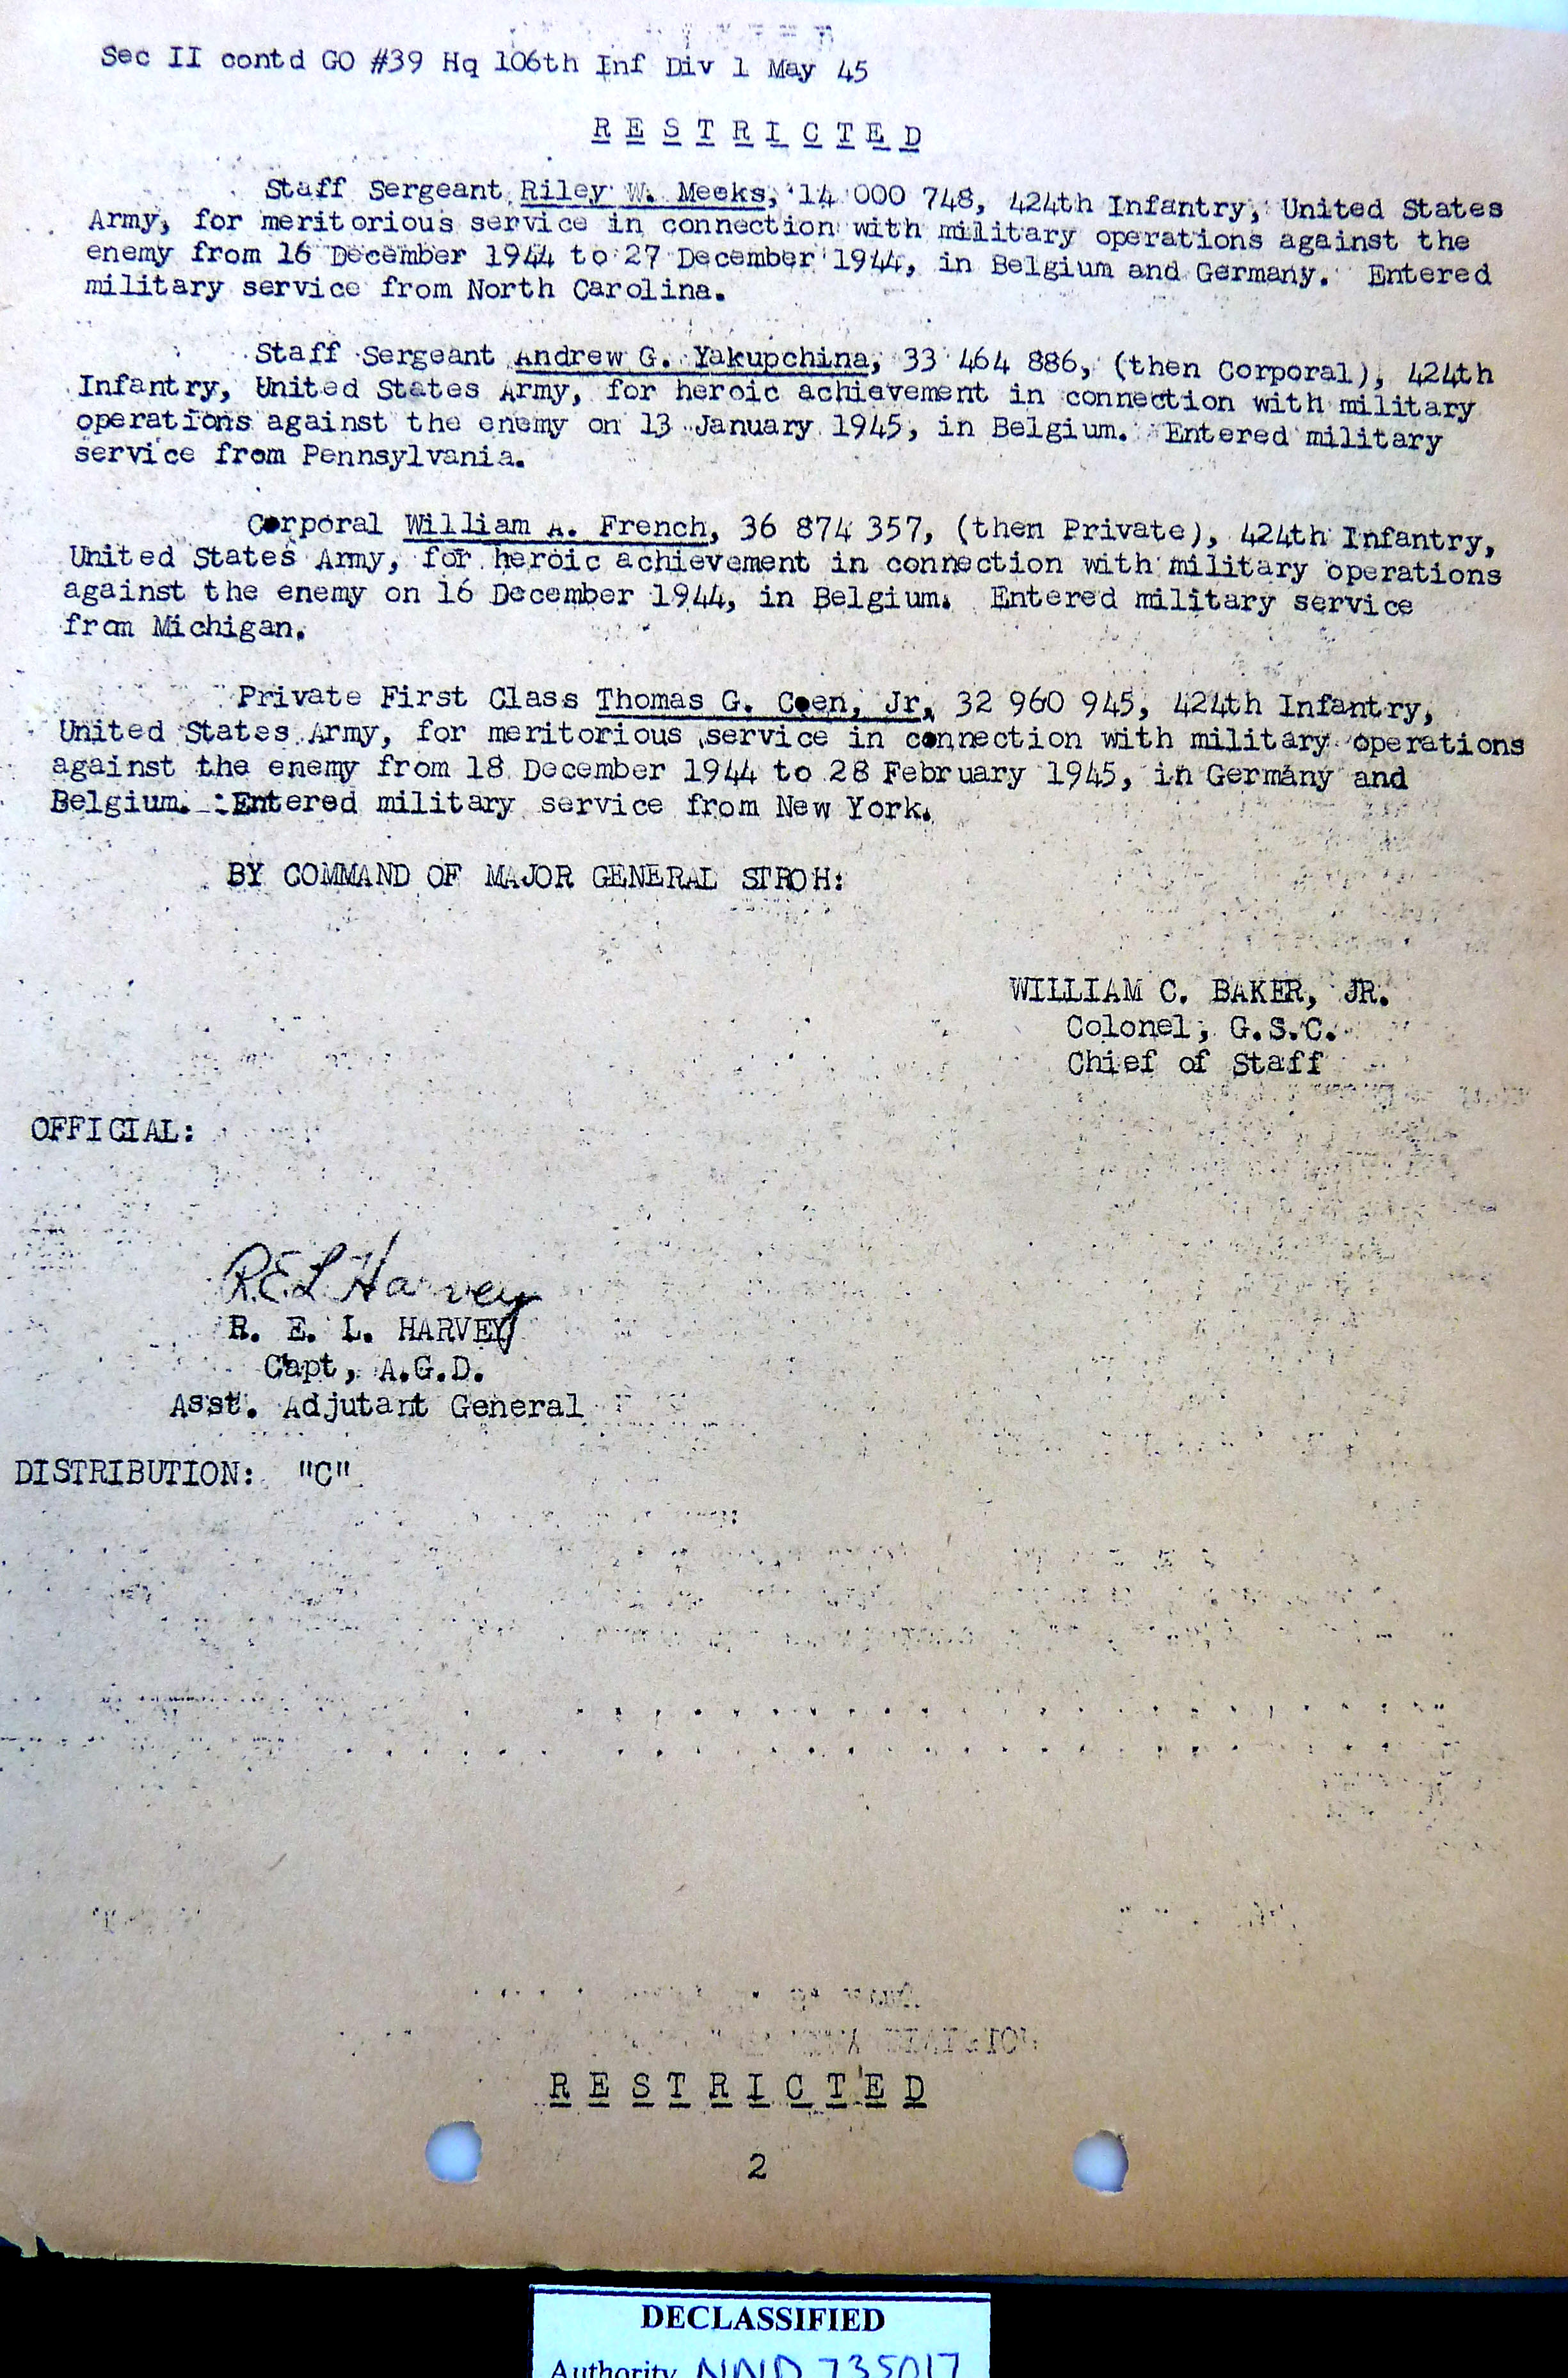 Sec II contd GO #39 Hq 106th Inf Div 1 May 45
R E S T R I C T E D
Staff Sergeant Riley W. Meeks, 14 000 748, 424th Infantry, United States
Army, for meritorious service in connection with military operations against the
enemy from 16 December 1944 to 27 December 1944, in Belgium and Germany. Entered
military service from North Carolina.
Staff Sergeant Andrew G. Yakupchina, 33 464 886, (then Corporal), 424th
Infantry, United States Army, for heroic achievement in connection with military
operations against the enemy on 13 January 1945, in Belgium. Entered military
service from Pennsylvania.
Corporal William A. French, 36 874 357, (then Private), 424th Infantry,
United States Army, for heroic achievement in connection with military operations
against the enemy on 16 December 1944, in Belgium. Entered military service
from Michigan.
Private First Class Thomas G. Coen, Jr, 32 960 945, 424th Infantry,
United States Army, for meritorious service in connection with military operations
against the enemy from 18 December 1944 to 28 February 1945, in Germany and
Belgium. Entered military service from New York.
BY COMMAND OF MAJOR GENERAL STROH:
WILLIAM C. BAKER, JR.
Colonel, G.S.C.
Chief of Staff
OFFICIAL:
R.E.L Harvey
R. E. L. HARVEY
Capt, A.G.D.
Asst. Adjutant General
DISTRIBUTION: "C"
R E S T R I C T E D
2
DECLASSIFIED
Authority NND 735017